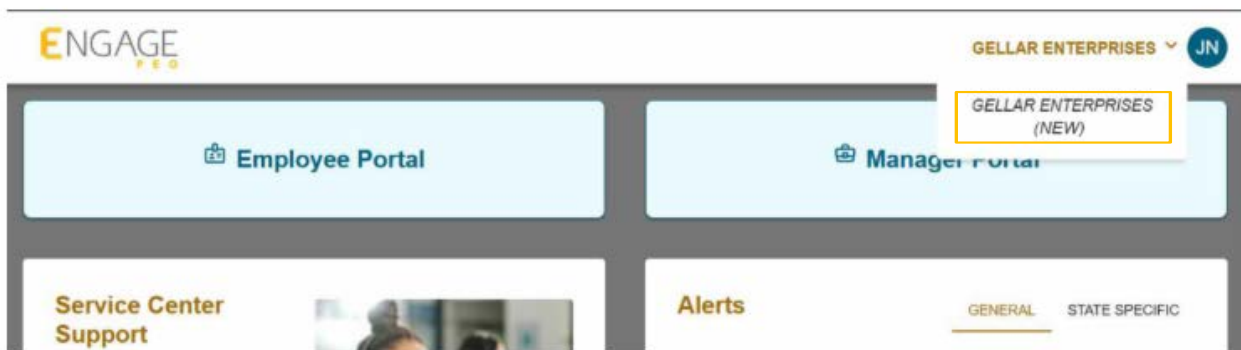 ENGAGE
PEO
GELLAR ENTERPRISES
JN
GELLAR ENTERPRISES
(NEW)
Employee Portal
Manager Portal
Service Center
Support
Alerts
GENERAL
STATE SPECIFIC